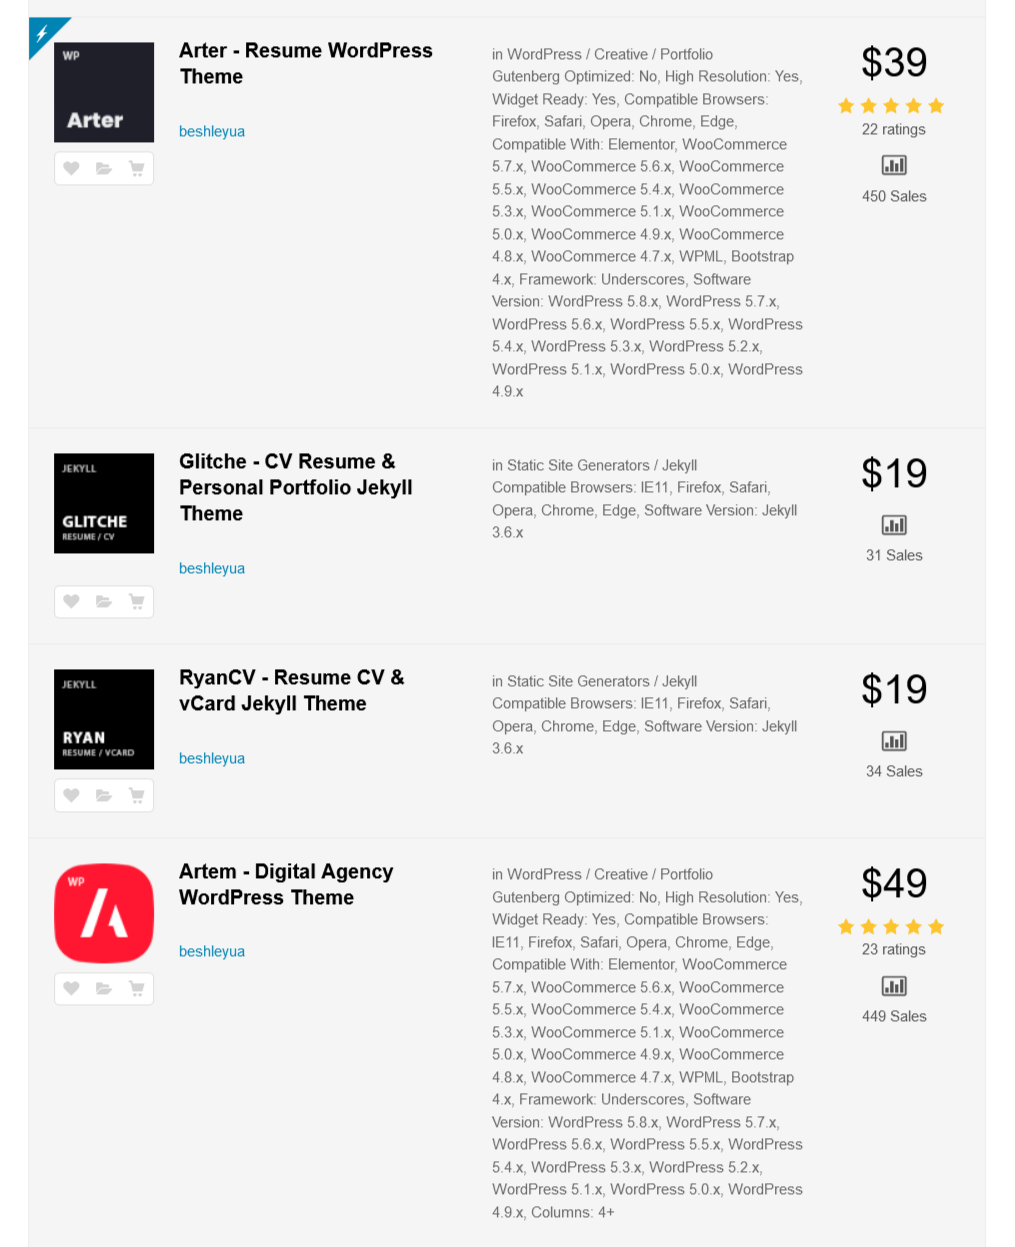 WP
Arter
Arter - Resume WordPress
Theme
beshleyua
in WordPress / Creative / Portfolio
Gutenberg Optimized: No, High Resolution: Yes,
Widget Ready: Yes, Compatible Browsers:
Firefox, Safari, Opera, Chrome, Edge,
Compatible With: Elementor, WooCommerce
5.7.x, WooCommerce 5.6.x, WooCommerce
5.5.x, WooCommerce 5.4.x, WooCommerce
5.3.x, WooCommerce 5.1.x, WooCommerce
5.0.x, WooCommerce 4.9.x, WooCommerce
4.8.x, WooCommerce 4.7.x, WPML, Bootstrap
4.x, Framework: Underscores, Software
Version: WordPress 5.8.x, WordPress 5.7.x,
WordPress 5.6.x, WordPress 5.5.x, WordPress
5.4.x, WordPress 5.3.x, WordPress 5.2.x,
WordPress 5.1.x, WordPress 5.0.x, WordPress
4.9.x
$39
22 ratings
450 Sales
JEKYLL
GLITCHE
RESUME / CV
Glitche - CV Resume &
Personal Portfolio Jekyll
Theme
beshleyua
in Static Site Generators / Jekyll
Compatible Browsers: IE11, Firefox, Safari,
Opera, Chrome, Edge, Software Version: Jekyll
3.6.x
$19
31 Sales
JEKYLL
RYAN
RESUME / VCARD
RyanCV - Resume CV &
vCard Jekyll Theme
beshleyua
in Static Site Generators / Jekyll
Compatible Browsers: IE11, Firefox, Safari,
Opera, Chrome, Edge, Software Version: Jekyll
3.6.x
$19
34 Sales
WP
Artem - Digital Agency
WordPress Theme
beshleyua
in WordPress / Creative / Portfolio
Gutenberg Optimized: No, High Resolution: Yes,
Widget Ready: Yes, Compatible Browsers:
IE11, Firefox, Safari, Opera, Chrome, Edge,
Compatible With: Elementor, WooCommerce
5.7.x, WooCommerce 5.6.x, WooCommerce
5.5.x, WooCommerce 5.4.x, WooCommerce
5.3.x, WooCommerce 5.1.x, WooCommerce
5.0.x, WooCommerce 4.9.x, WooCommerce
4.8.x, WooCommerce 4.7.x, WPML, Bootstrap
4.x, Framework: Underscores, Software
Version: WordPress 5.8.x, WordPress 5.7.x,
WordPress 5.6.x, WordPress 5.5.x, WordPress
5.4.x, WordPress 5.3.x, WordPress 5.2.x,
WordPress 5.1.x, WordPress 5.0.x, WordPress
4.9.x, Columns: 4+
$49
23 ratings
449 Sales